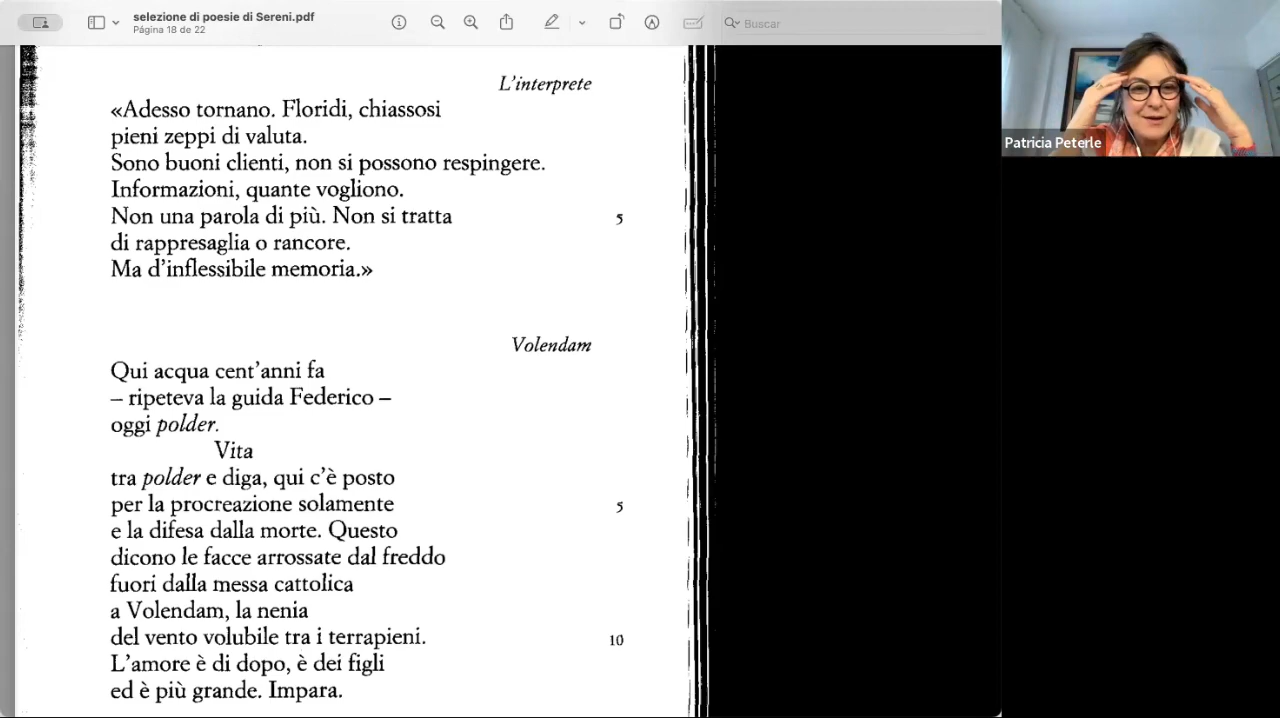 selezione di poesie di Sereni.pdf
Página 18 de 22
Buscar
L'interprete
«Adesso tornano. Floridi, chiassosi
pieni zeppi di valuta.
Sono buoni clienti, non si possono respingere.
Informazioni, quante vogliono.
Non una parola di più. Non si tratta 5
di rappresaglia o rancore.
Ma d'inflessibile memoria.»
Volendam
Qui acqua cent'anni fa
– ripeteva la guida Federico –
oggi polder.
Vita
tra polder e diga, qui c'è posto
per la procreazione solamente 5
e la difesa dalla morte. Questo
dicono le facce arrossate dal freddo
fuori dalla messa cattolica
a Volendam, la nenia
del vento volubile tra i terrapieni. 10
L'amore è di dopo, è dei figli
ed è più grande. Impara.
Patricia Peterle